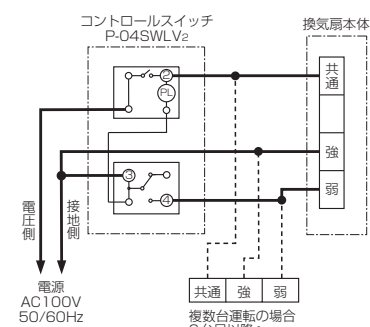 コントロールスイッチ
P-04SWLV2
換気扇本体
②
PL
共通
強
③
弱
④
電圧側
接地側
電源
AC100V
50/60Hz
共通 強 弱
複数台運転の場合